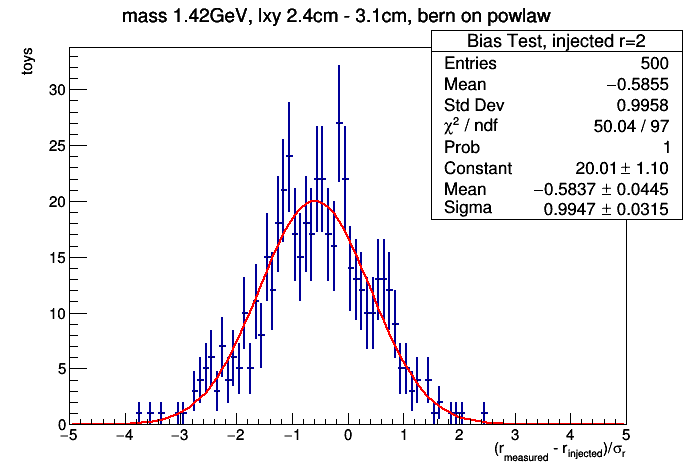 mass 1.42GeV, lxy 2.4cm - 3.1cm, bern on powlaw
Bias Test, injected r=2
Entries 500
Mean −0.5855
Std Dev 0.9958
χ² / ndf 50.04 / 97
Prob 1
Constant 20.01 ± 1.10
Mean −0.5837 ± 0.0445
Sigma 0.9947 ± 0.0315
toys
30
25
20
15
10
5
0
−5 −4 −3 −2 −1 0 1 2 3 4 5
(r_measured - r_injected)/σ_r